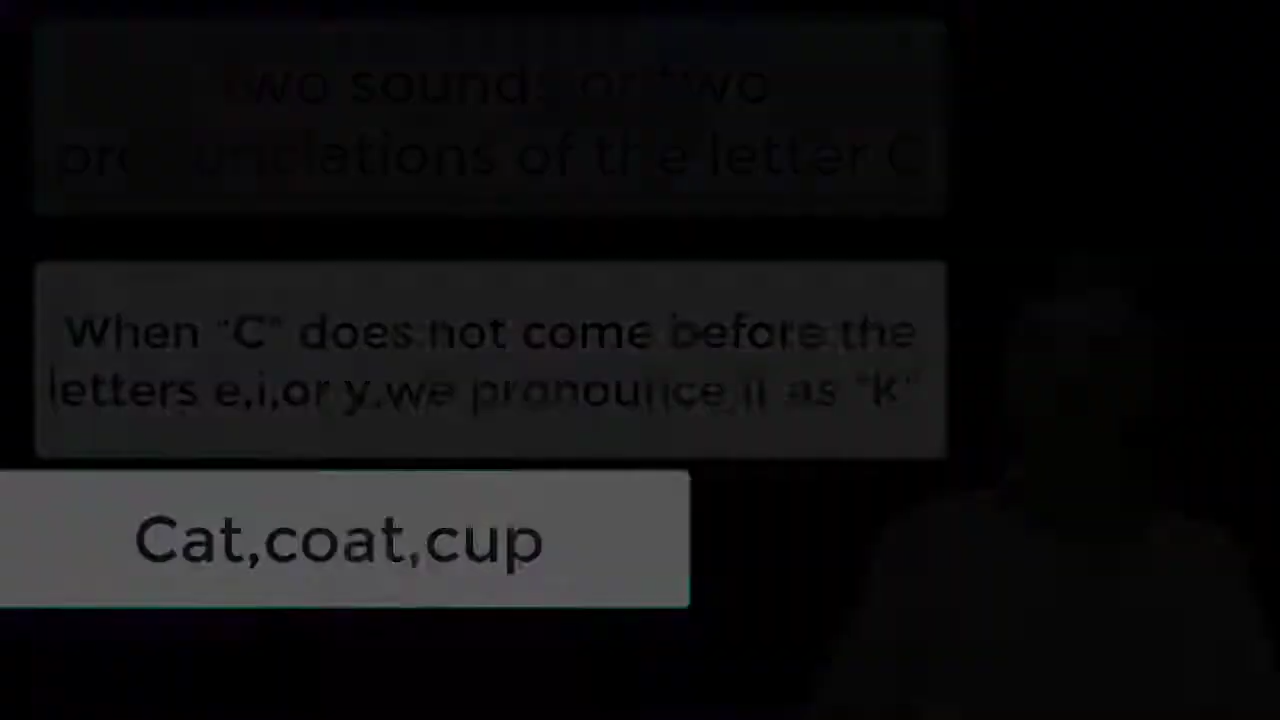 two sounds or two
pronunciations of the letter C
When "C" does not come before the
letters e,i,or y,we pronounce it as "K"
Cat,coat,cup